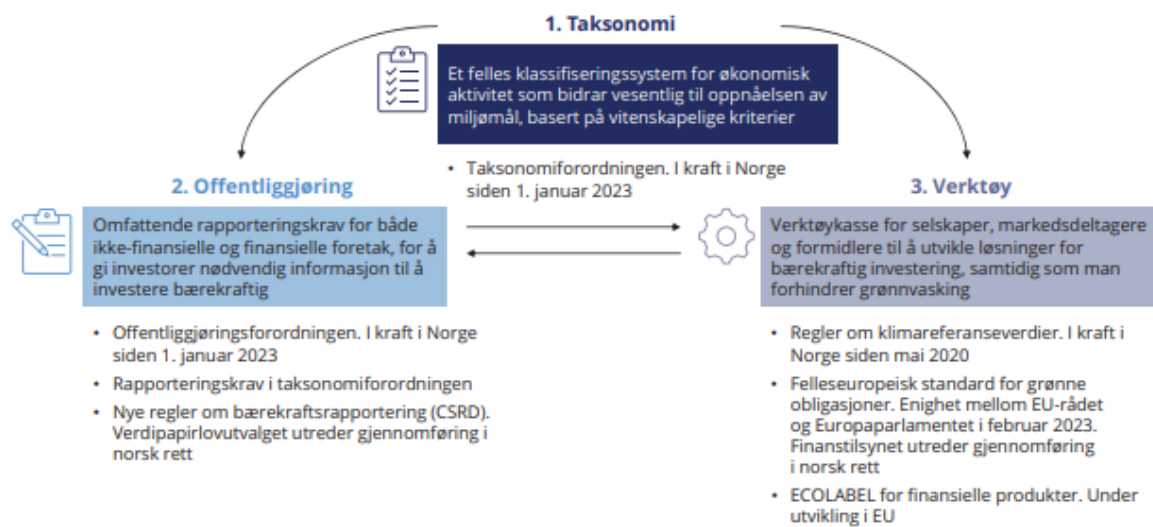 1. Taksonomi
Et felles klassifiseringssystem for økonomisk
aktivitet som bidrar vesentlig til oppnåelsen av
miljømål, basert på vitenskapelige kriterier
• Taksonomiforordningen. I kraft i Norge
siden 1. januar 2023
2. Offentliggjøring
Omfattende rapporteringskrav for både
ikke-finansielle og finansielle foretak, for å
gi investorer nødvendig informasjon til å
investere bærekraftig
• Offentliggjøringsforordningen. I kraft i Norge
siden 1. januar 2023
• Rapporteringskrav i taksonomiforordningen
• Nye regler om bærekraftsrapportering (CSRD).
Verdipapirlovutvalget utreder gjennomføring i
norsk rett
3. Verktøy
Verktøykasse for selskaper, markedsdeltagere
og formidlere til å utvikle løsninger for
bærekraftig investering, samtidig som man
forhindrer grønnvasking
• Regler om klimareferanseverdier. I kraft i
Norge siden mai 2020
• Felleseuropeisk standard for grønne
obligasjoner. Enighet mellom EU-rådet
og Europaparlamentet i februar 2023.
Finanstilsynet utreder gjennomføring
i norsk rett
• ECOLABEL for finansielle produkter. Under
utvikling i EU